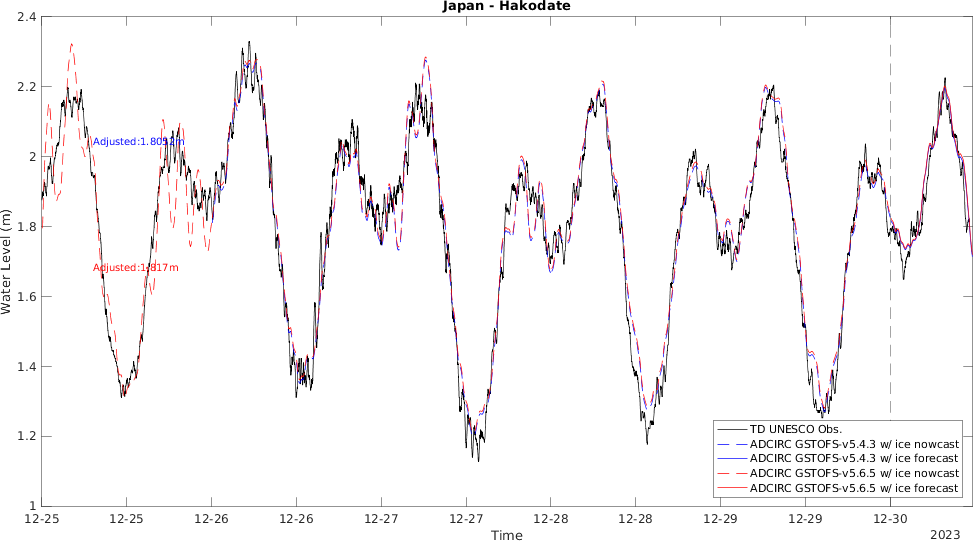 Japan - Hakodate
2.4
2.2
2
1.8
1.6
1.4
1.2
1
Water Level (m)
Adjusted:1.8092m
Adjusted:1.817m
TD UNESCO Obs.
ADCIRC GSTOFS-v5.4.3 w/ ice nowcast
ADCIRC GSTOFS-v5.4.3 w/ ice forecast
ADCIRC GSTOFS-v5.6.5 w/ ice nowcast
ADCIRC GSTOFS-v5.6.5 w/ ice forecast
12-25 12-25 12-26 12-26 12-27 12-27 12-28 12-28 12-29 12-29 12-30
Time
2023